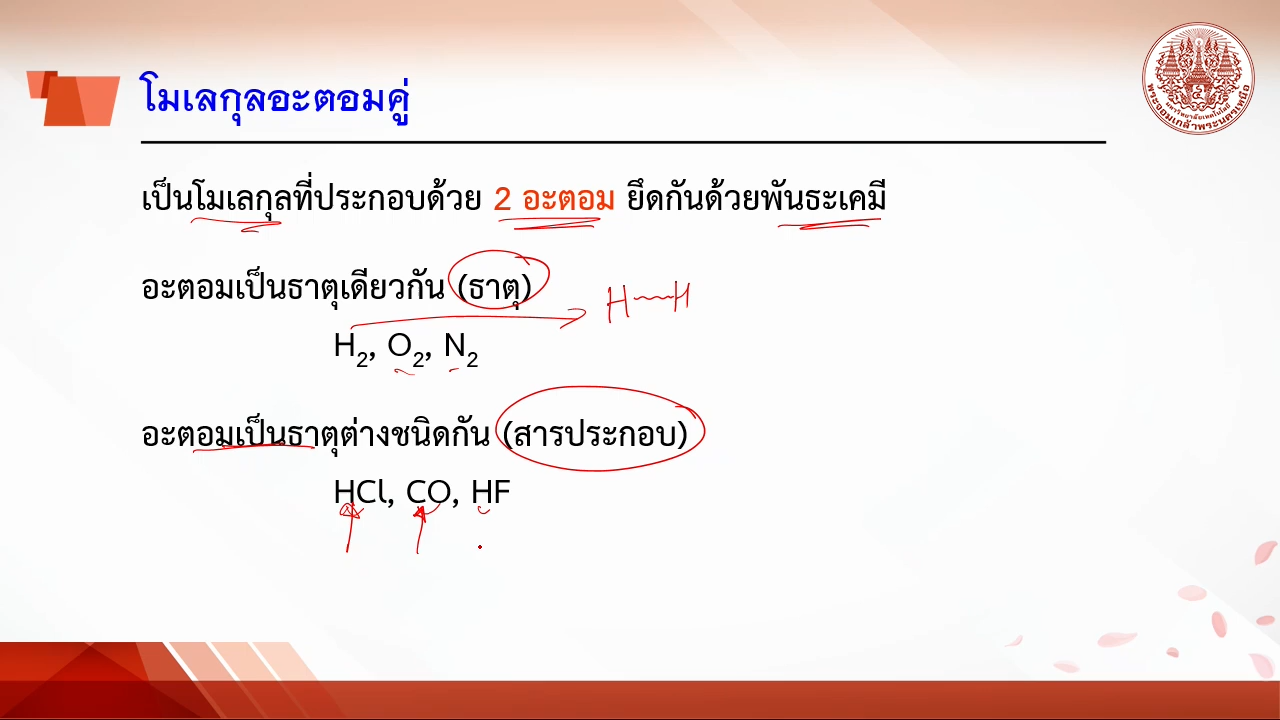 โมเลกุลอะตอมคู่
เป็นโมเลกุลที่ประกอบด้วย 2 อะตอม ยึดกันด้วยพันธะเคมี
อะตอมเป็นธาตุเดียวกัน (ธาตุ)
H H
H₂, O₂, N₂
อะตอมเป็นธาตุต่างชนิดกัน (สารประกอบ)
HCl, CO, HF